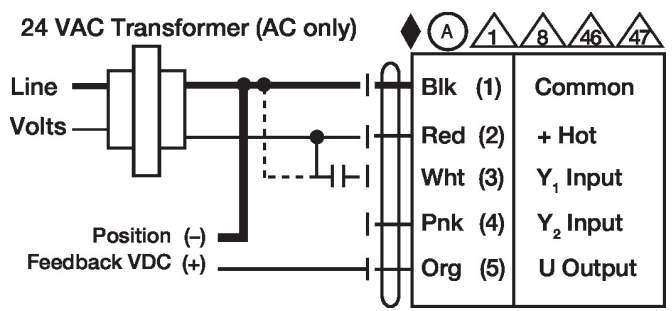 24 VAC Transformer (AC only)
A 1 8 46 47
Line
Volts
Blk (1) Common
Red (2) + Hot
Wht (3) Y1 Input
Pnk (4) Y2 Input
Org (5) U Output
Position (–)
Feedback VDC (+)